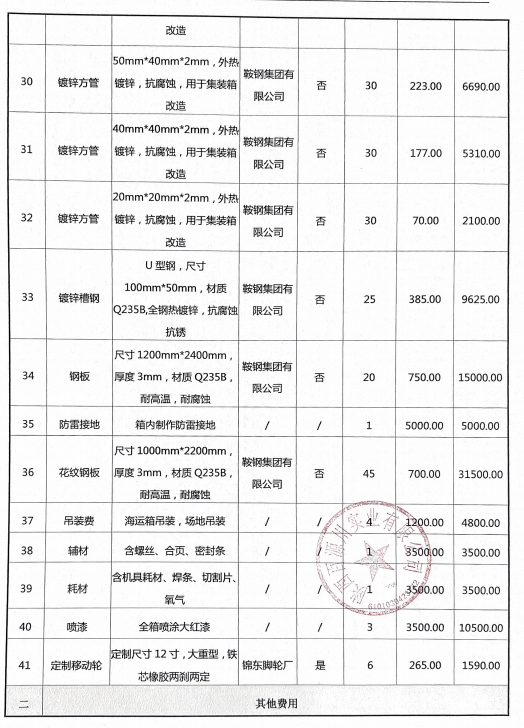 改造
30 镀锌方管 50mm*40mm*2mm，外热镀锌，抗腐蚀，用于集装箱改造 鞍钢集团有限公司 否 30 223.00 6690.00
31 镀锌方管 40mm*40mm*2mm，外热镀锌，抗腐蚀，用于集装箱改造 鞍钢集团有限公司 否 30 177.00 5310.00
32 镀锌方管 20mm*20mm*2mm，外热镀锌，抗腐蚀，用于集装箱改造 鞍钢集团有限公司 否 30 70.00 2100.00
33 镀锌槽钢 U 型钢，尺寸100mm*50mm，材质Q235B,全钢热镀锌，抗腐蚀抗锈 鞍钢集团有限公司 否 25 385.00 9625.00
34 钢板 尺寸 1200mm*2400mm，厚度 3mm，材质 Q235B，耐高温，耐腐蚀 鞍钢集团有限公司 否 20 750.00 15000.00
35 防雷接地 箱内制作防雷接地 / / 1 5000.00 5000.00
36 花纹钢板 尺寸 1000mm*2200mm，厚度 3mm，材质 Q235B，耐高温，耐腐蚀 鞍钢集团有限公司 否 45 700.00 31500.00
37 吊装费 海运箱吊装，场地吊装 / / 4 1200.00 4800.00
38 辅材 含螺丝、合页、密封条 / / 1 3500.00 3500.00
39 耗材 含机具耗材、焊条、切割片、氧气 / / 1 3500.00 3500.00
40 喷漆 全箱喷涂大红漆 / / 3 3500.00 10500.00
41 定制移动轮 定制尺寸 12 寸，大重型，铁芯橡胶两刹两定 锦东脚轮厂 是 6 265.00 1590.00
二 其他费用